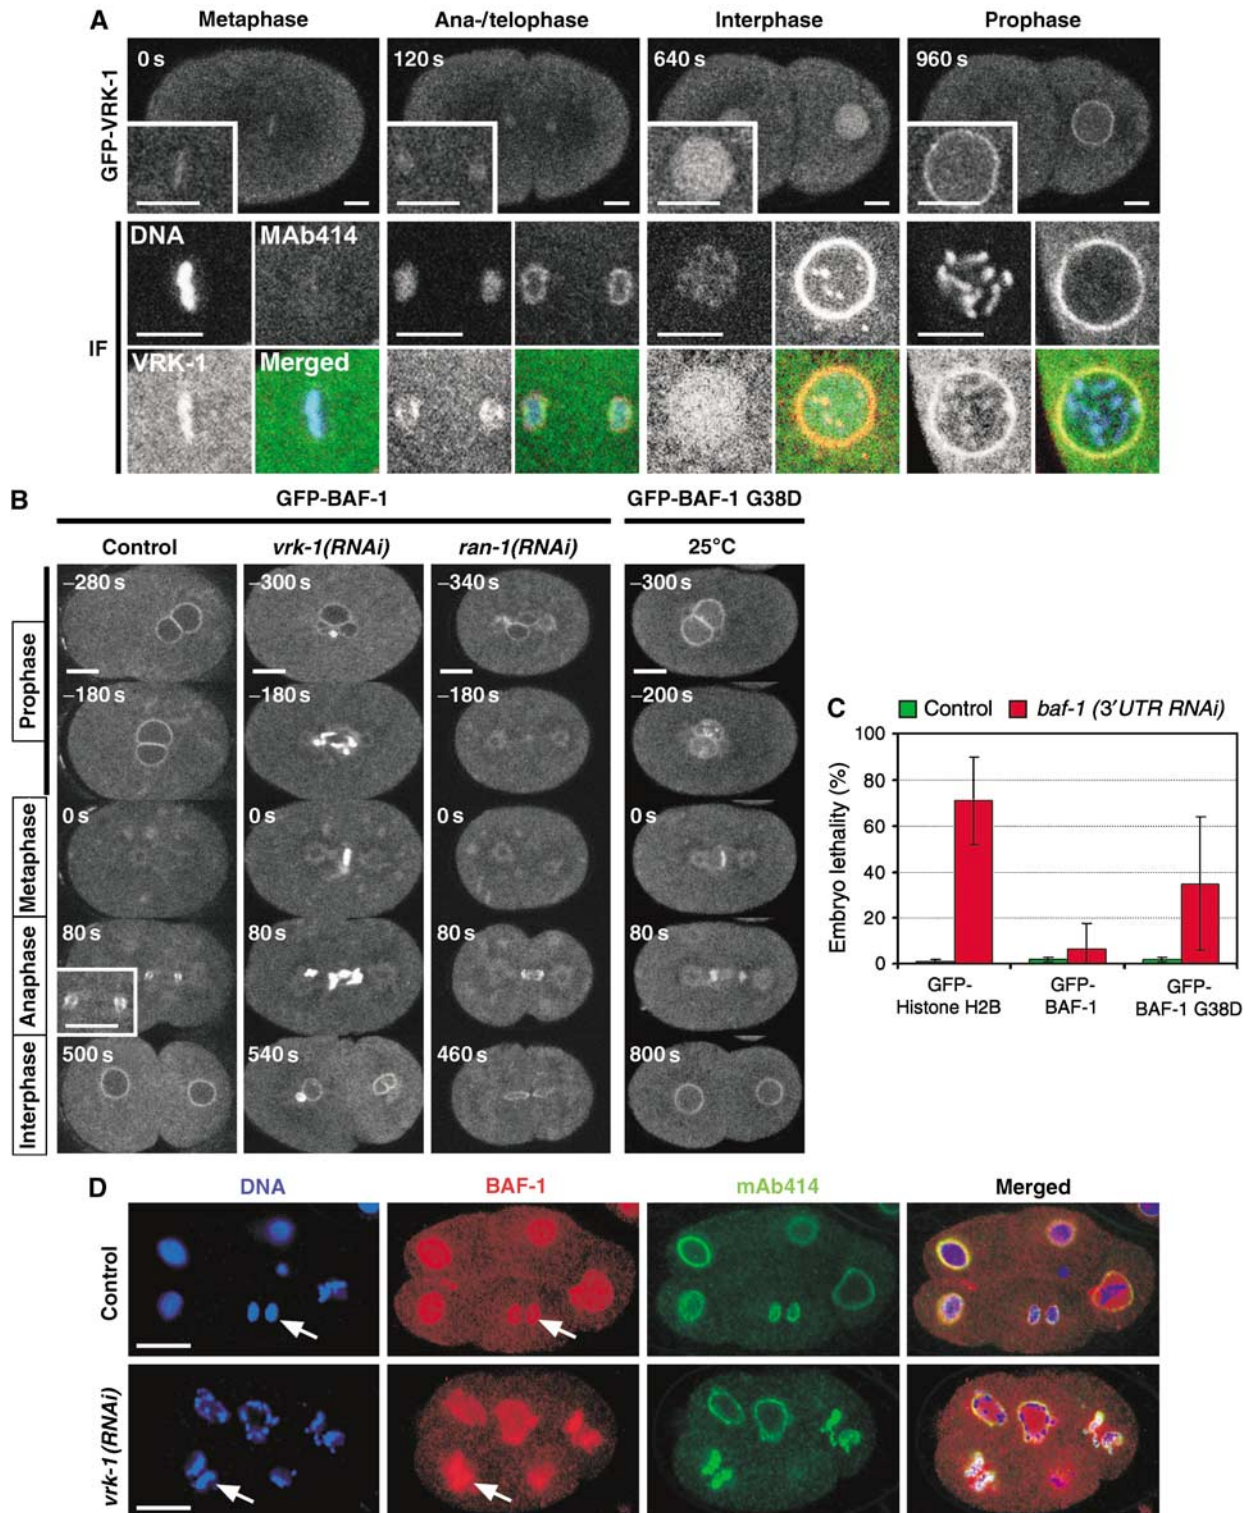 A
Metaphase
Ana-/telophase
Interphase
Prophase
GFP-VRK-1
0 s
120 s
640 s
960 s
IF
DNA
MAb414
VRK-1
Merged
B
GFP-BAF-1
GFP-BAF-1 G38D
Control
vrk-1(RNAi)
ran-1(RNAi)
25°C
Prophase
–280 s
–300 s
–340 s
–300 s
–180 s
–180 s
–180 s
–200 s
Metaphase
0 s
0 s
0 s
0 s
Anaphase
80 s
80 s
80 s
80 s
Interphase
500 s
540 s
460 s
800 s
C
Control
baf-1 (3′UTR RNAi)
Embryo lethality (%)
100
80
60
40
20
0
GFP-
Histone H2B
GFP-
BAF-1
GFP-
BAF-1 G38D
D
DNA
BAF-1
mAb414
Merged
Control
vrk-1(RNAi)